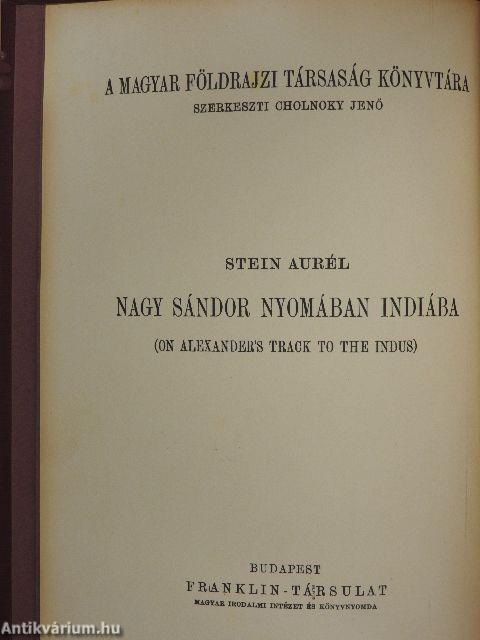 A MAGYAR FÖLDRAJZI TÁRSASÁG KÖNYVTÁRA
SZERKESZTI CHOLNOKY JENŐ
STEIN AURÉL
NAGY SÁNDOR NYOMÁBAN INDIÁBA
(ON ALEXANDER'S TRACK TO THE INDUS)
BUDAPEST
FRANKLIN-TÁRSULAT
MAGYAR IRODALMI INTÉZET ÉS KÖNYVNYOMDA
Antikvárium.hu